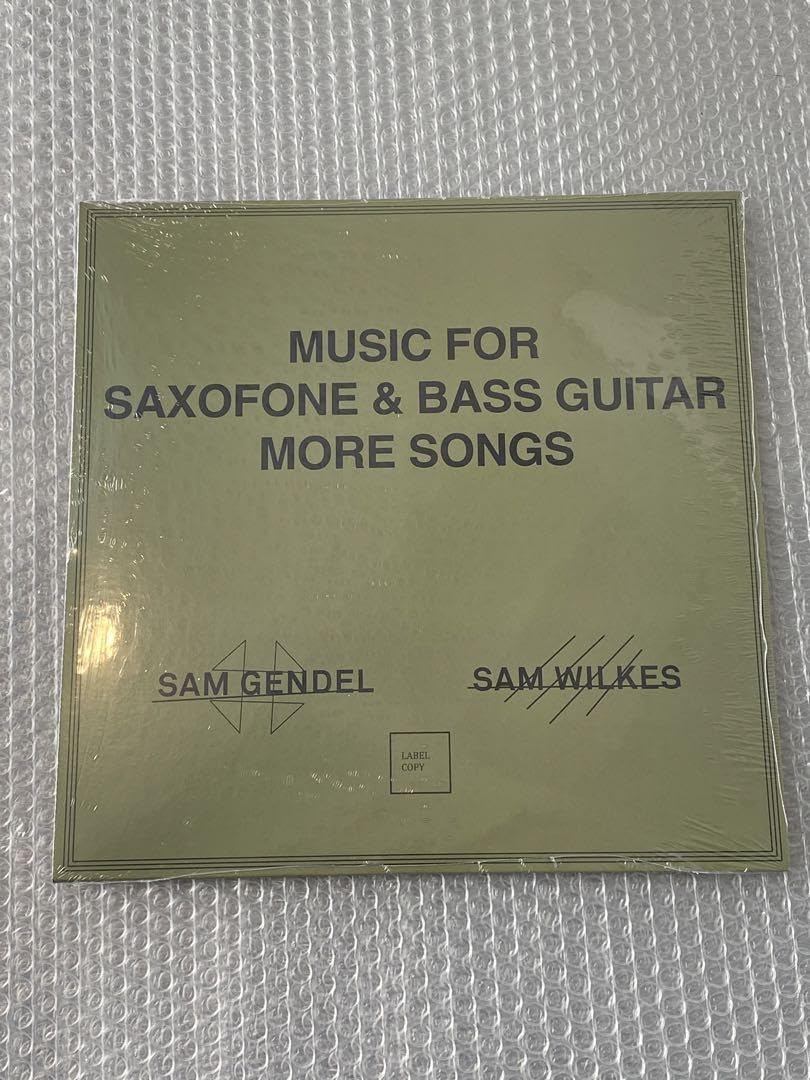 MUSIC FOR
SAXOFONE & BASS GUITAR
MORE SONGS
SAM GENDEL
SAM WILKES
LABEL
COPY